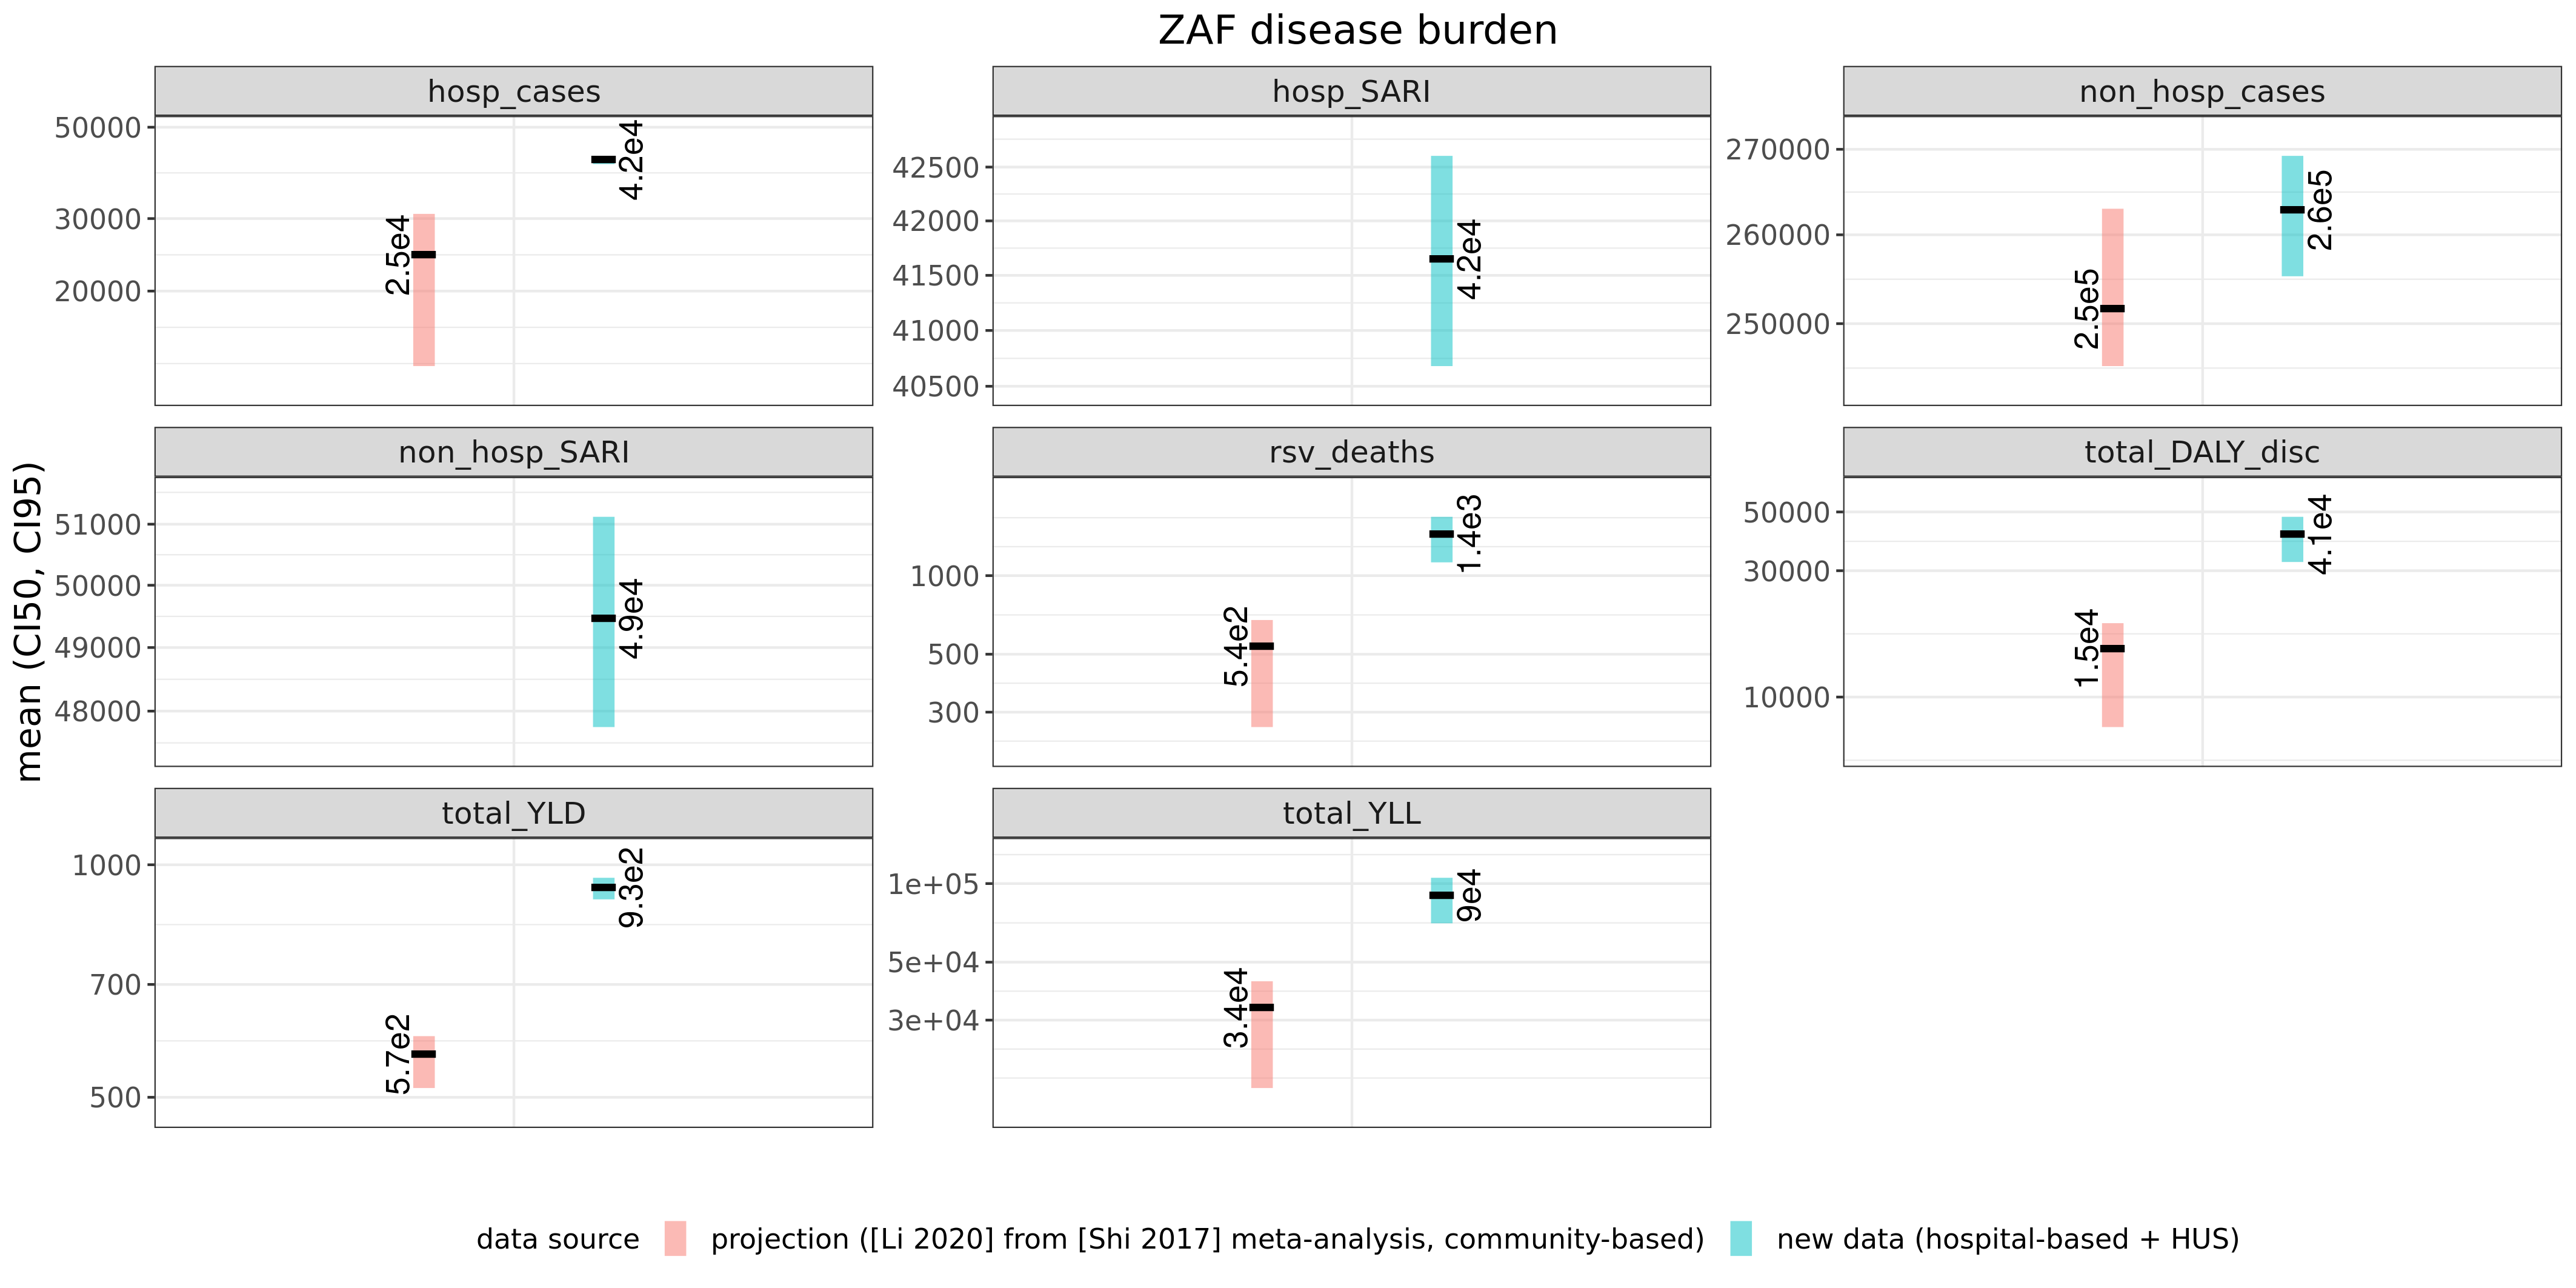 ZAF disease burden
mean (CI50, CI95)
hosp_cases
50000
30000
20000
2.5e4
4.2e4
hosp_SARI
42500
42000
41500
41000
40500
4.2e4
non_hosp_cases
270000
260000
250000
2.5e5
2.6e5
non_hosp_SARI
51000
50000
49000
48000
4.9e4
rsv_deaths
1000
500
300
5.4e2
1.4e3
total_DALY_disc
50000
30000
10000
1.5e4
4.1e4
total_YLD
1000
700
500
5.7e2
9.3e2
total_YLL
1e+05
5e+04
3e+04
3.4e4
9e4
data source projection ([Li 2020] from [Shi 2017] meta-analysis, community-based) new data (hospital-based + HUS)